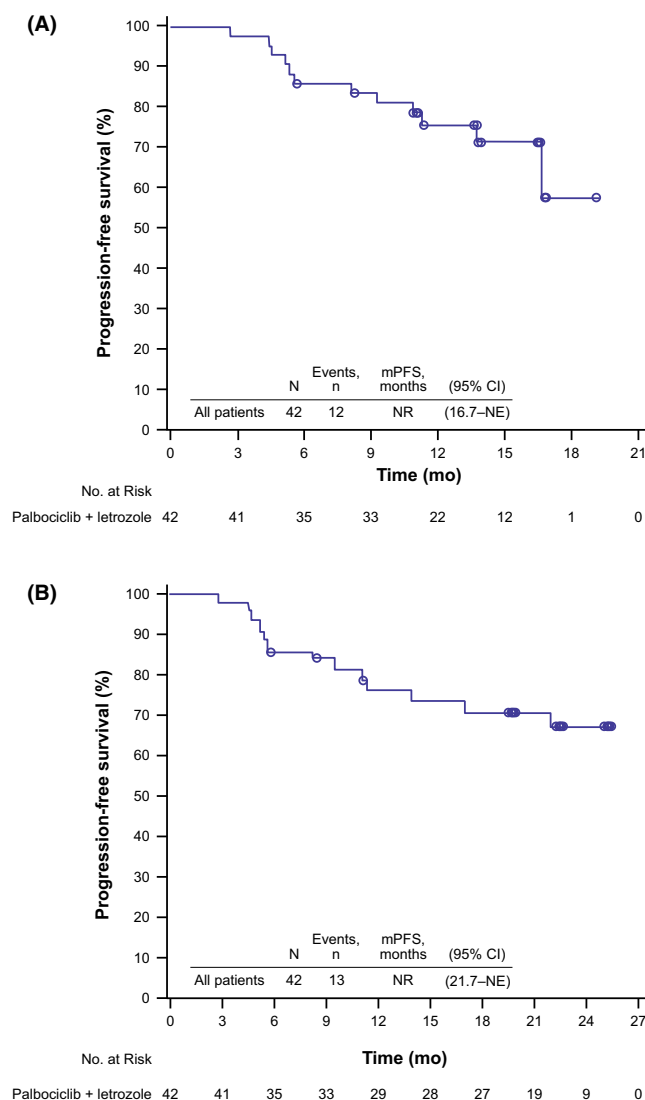 (A)
100
90
80
70
60
50
40
30
20
10
0
Progression-free survival (%)
Events, mPFS,
N n months (95% CI)
All patients 42 12 NR (16.7–NE)
0 3 6 9 12 15 18 21
Time (mo)
No. at Risk
Palbociclib + letrozole 42 41 35 33 22 12 1 0
(B)
100
90
80
70
60
50
40
30
20
10
0
Progression-free survival (%)
Events, mPFS,
N n months (95% CI)
All patients 42 13 NR (21.7–NE)
0 3 6 9 12 15 18 21 24 27
No. at Risk Time (mo)
Palbociclib + letrozole 42 41 35 33 29 28 27 19 9 0